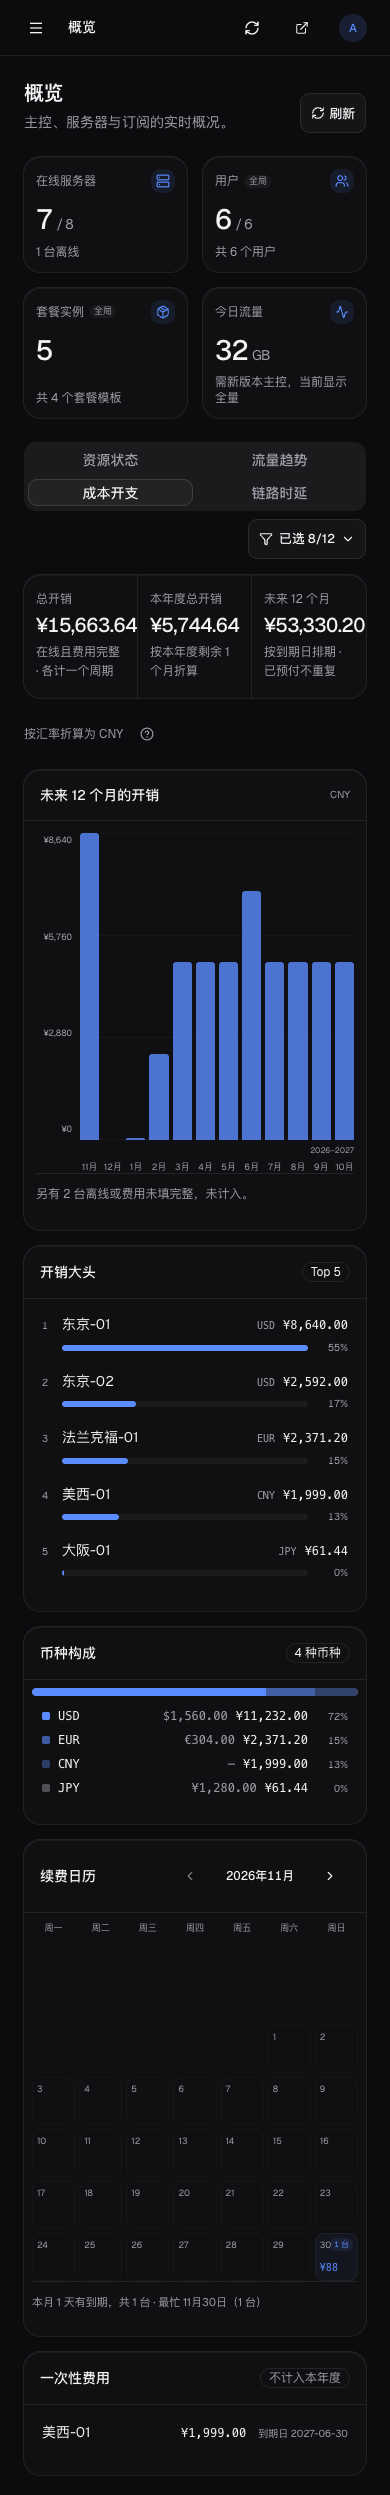 概览
A
概览
主控、服务器与订阅的实时概况。
刷新
在线服务器
7 / 8
1 台离线
用户 全局
6 / 6
共 6 个用户
套餐实例 全局
5
共 4 个套餐模板
今日流量
32 GB
需新版本主控，当前显示
全量
资源状态
流量趋势
成本开支
链路时延
已选 8/12
总开销
¥15,663.64
在线且费用完整
· 各计一个周期
本年度总开销
¥5,744.64
按本年度剩余 1
个月折算
未来 12 个月
¥53,330.20
按到期日排期 ·
已预付不重复
按汇率折算为 CNY
未来 12 个月的开销
CNY
¥8,640
¥5,760
¥2,880
¥0
2026–2027
11月 12月 1月 2月 3月 4月 5月 6月 7月 8月 9月 10月
另有 2 台离线或费用未填完整，未计入。
开销大头
Top 5
1 东京-01 USD ¥8,640.00
55%
2 东京-02 USD ¥2,592.00
17%
3 法兰克福-01 EUR ¥2,371.20
15%
4 美西-01 CNY ¥1,999.00
13%
5 大阪-01 JPY ¥61.44
0%
币种构成
4 种币种
USD $1,560.00 ¥11,232.00 72%
EUR €304.00 ¥2,371.20 15%
CNY — ¥1,999.00 13%
JPY ¥1,280.00 ¥61.44 0%
续费日历
2026年11月
周一 周二 周三 周四 周五 周六 周日
1 2
3 4 5 6 7 8 9
10 11 12 13 14 15 16
17 18 19 20 21 22 23
24 25 26 27 28 29 30 1 台
¥88
本月 1 天有到期，共 1 台 · 最忙 11月30日（1 台）
一次性费用
不计入本年度
美西-01 ¥1,999.00 到期日 2027-06-30